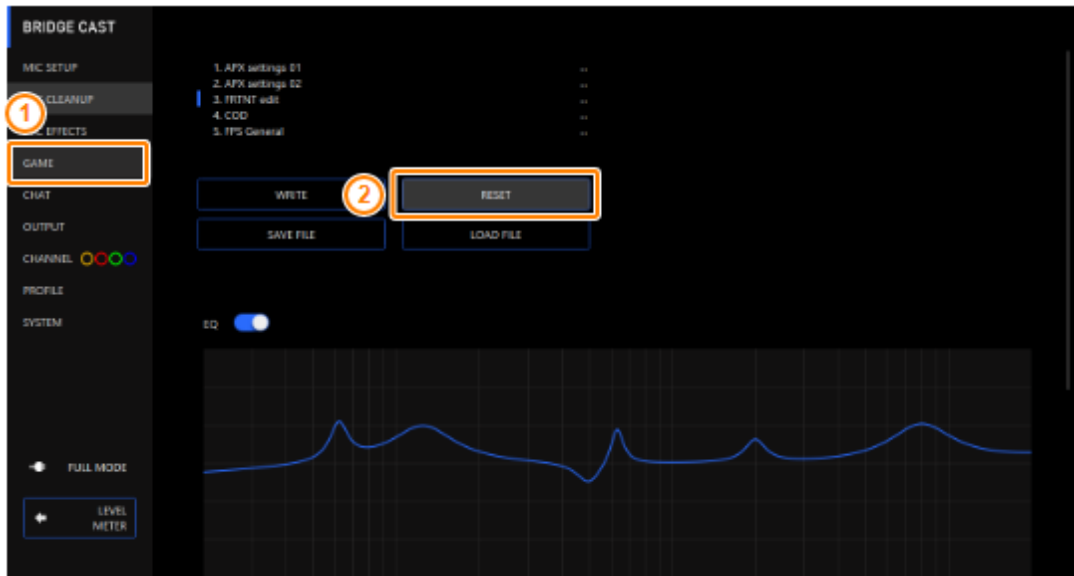 BRIDGE CAST
MIC SETUP
CLEANUP
EFFECTS
GAME
CHAT
OUTPUT
CHANNEL
PROFILE
SYSTEM
FULL MODE
LEVEL
METER
1
1. APX settings 01
2. APX settings 02
3. FRTNT edit
4. COD
5. FPS General
WRITE
2
RESET
SAVE FILE
LOAD FILE
EQ